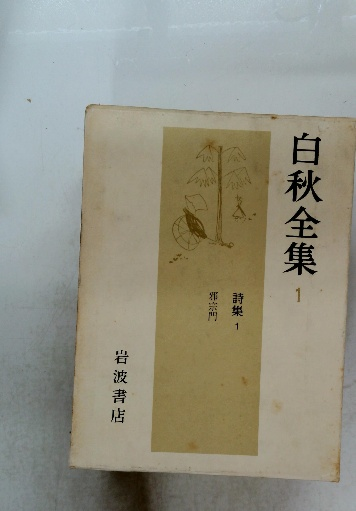 白秋全集 1
詩集 1
邪宗門
岩波書店